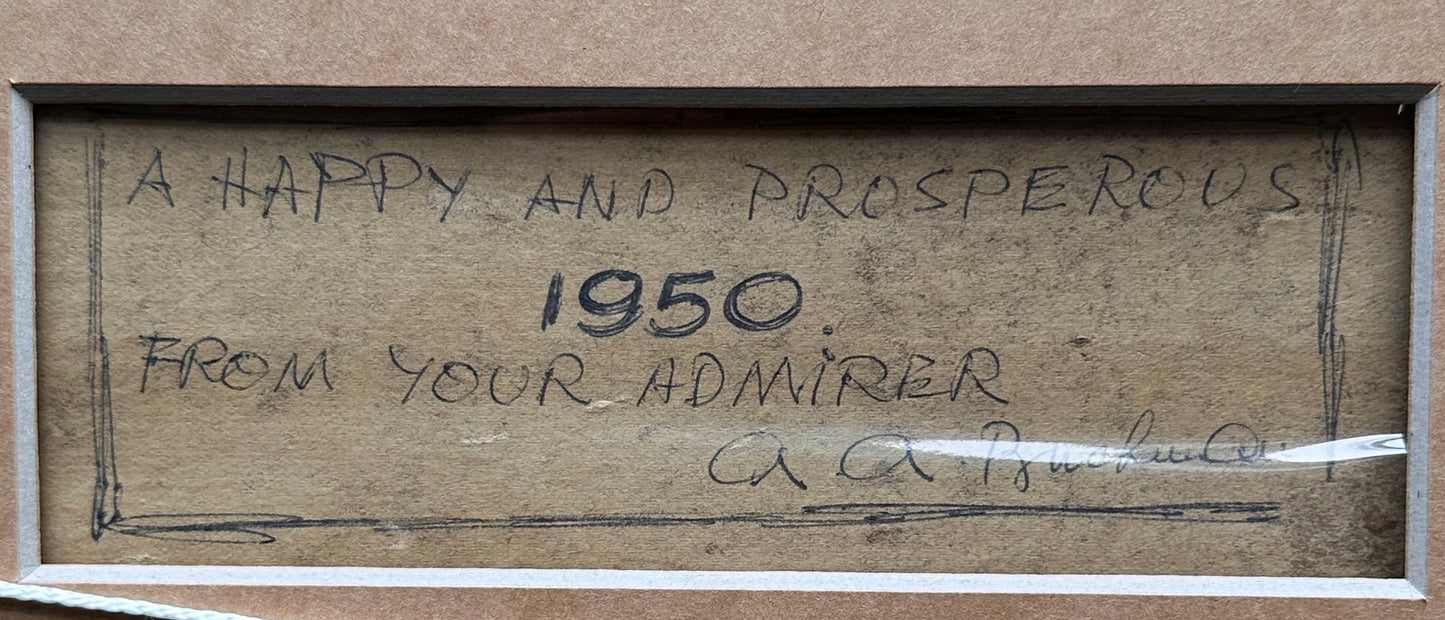 A HAPPY AND PROSPEROUS
1950.
FROM YOUR ADMIRER
A A